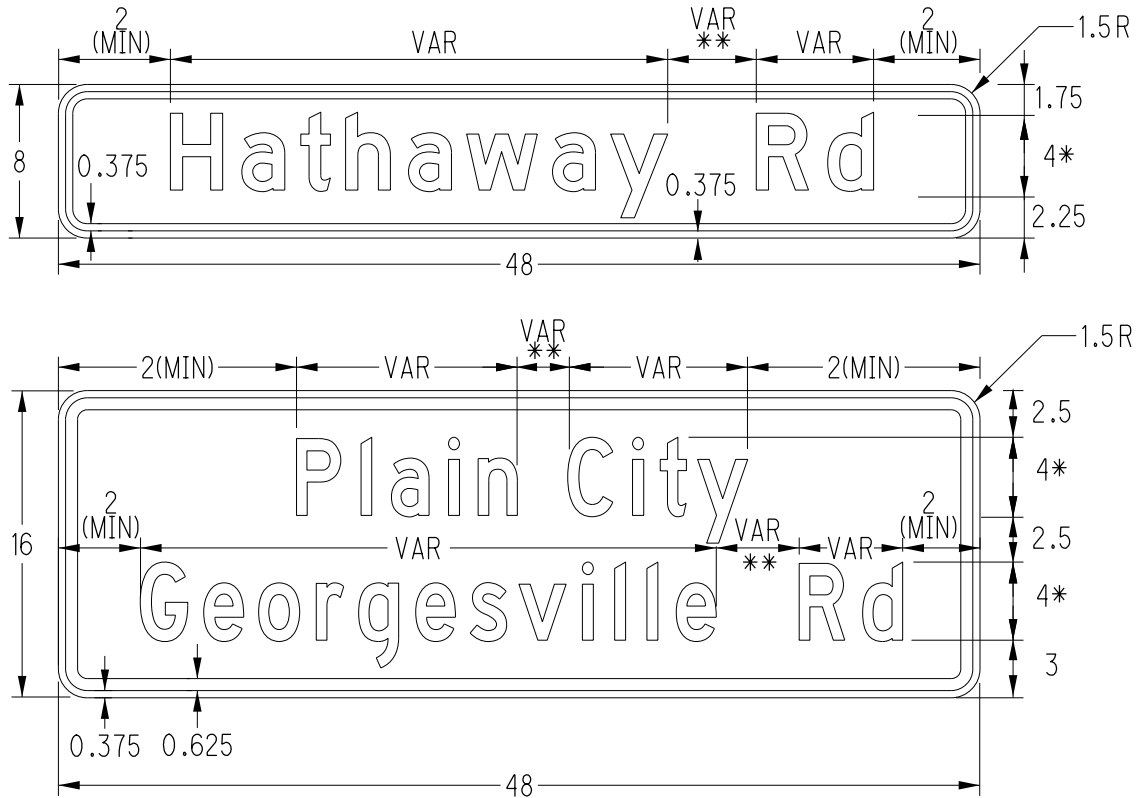 2
(MIN)
VAR
VAR
**
VAR
2
(MIN)
1.5R
1.75
8
0.375
Hathaway Rd
0.375
4*
2.25
48
VAR
**
1.5R
2(MIN)
VAR
VAR
2(MIN)
2.5
Plain City
4*
2
(MIN)
VAR
VAR
**
VAR
2
(MIN)
16
2.5
Georgesville Rd
4*
3
0.375
0.625
48